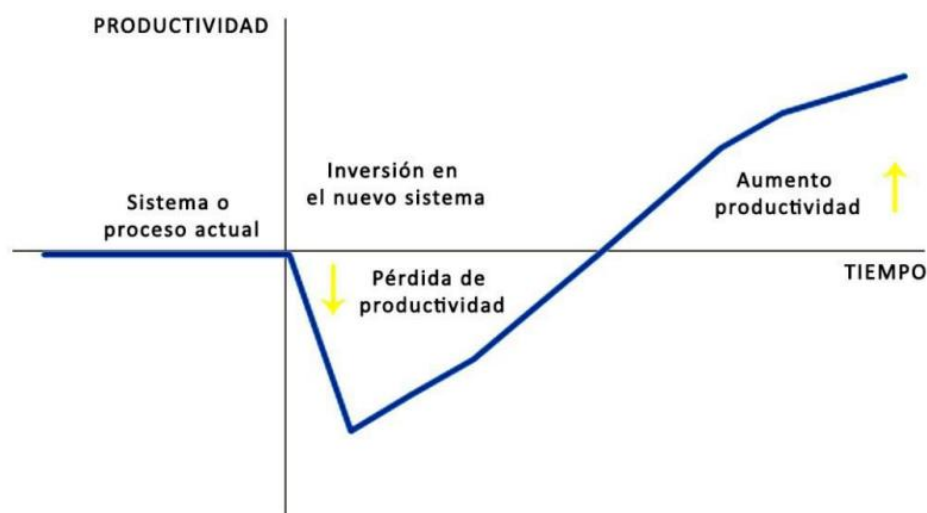 PRODUCTIVIDAD
Inversión en
el nuevo sistema
Sistema o
proceso actual
Aumento
productividad
Pérdida de
productividad
TIEMPO